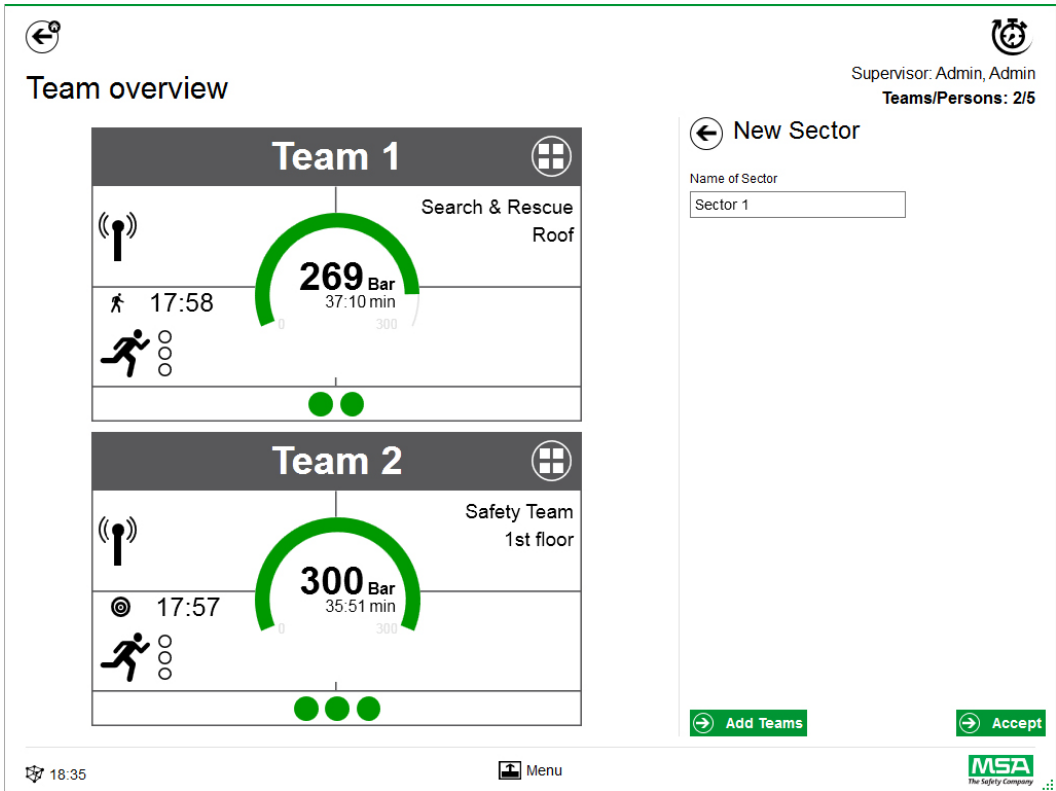 Team overview
Supervisor: Admin, Admin
Teams/Persons: 2/5
Team 1
Search & Rescue
Roof
269 Bar
37:10 min
0 300
17:58
Team 2
Safety Team
1st floor
300 Bar
35:51 min
0 300
17:57
New Sector
Name of Sector
Sector 1
Add Teams
Accept
18:35
Menu
MSA
The Safety Company